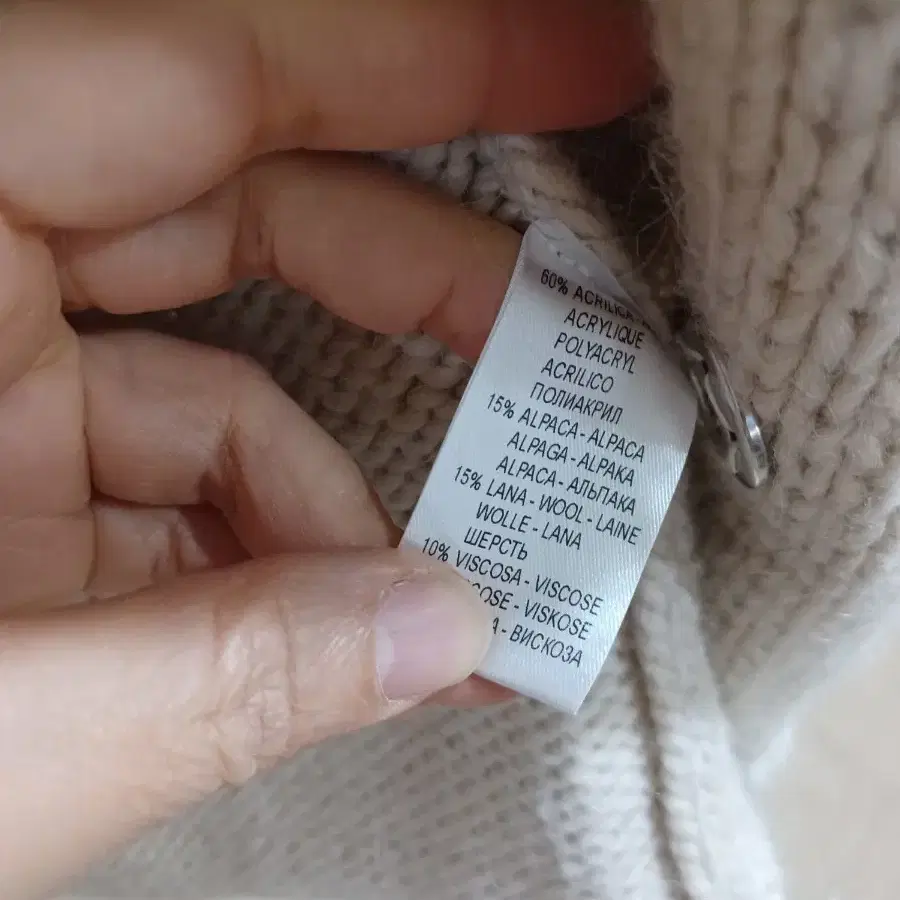 60% ACRILICA
ACRYLIQUE
POLYACRYL
ACRILICO
ПОЛИАКРИЛ
15% ALPACA - ALPACA
ALPAGA - ALPAKA
ALPACA - АЛЬПАКА
15% LANA - WOOL - LAINE
WOLLE - LANA
ШЕРСТЬ
10% VISCOSA - VISCOSE
COSE - VISKOSE
A - ВИСКОЗА